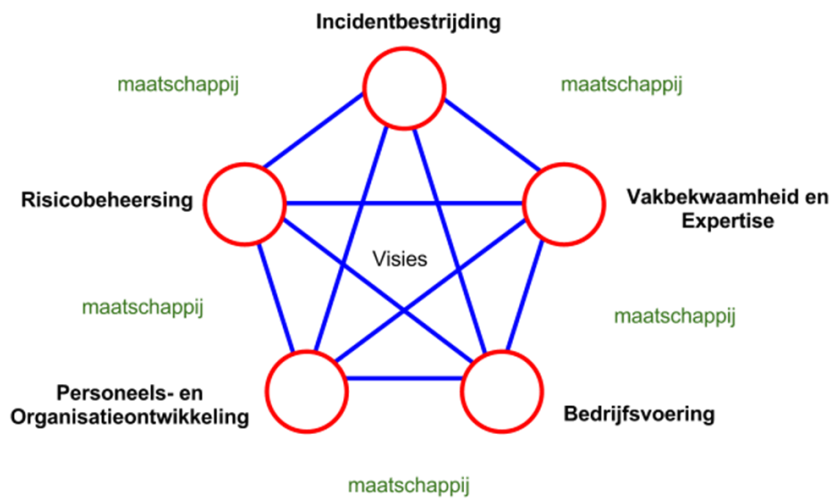 Incidentbestrijding
maatschappij
maatschappij
Risicobeheersing
Vakbekwaamheid en
Expertise
Visies
maatschappij
maatschappij
Personeels- en
Organisatieontwikkeling
Bedrijfsvoering
maatschappij